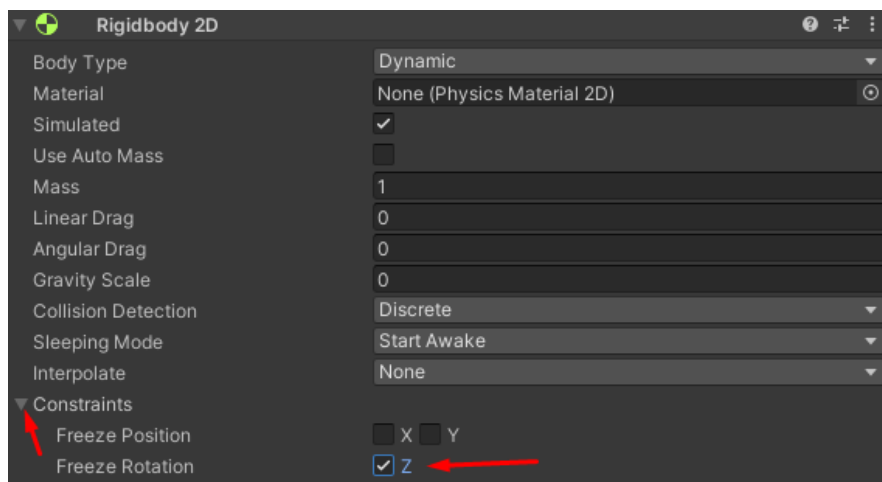 Rigidbody 2D
Body Type Dynamic
Material None (Physics Material 2D)
Simulated
Use Auto Mass
Mass 1
Linear Drag 0
Angular Drag 0
Gravity Scale 0
Collision Detection Discrete
Sleeping Mode Start Awake
Interpolate None
Constraints
Freeze Position X Y
Freeze Rotation Z